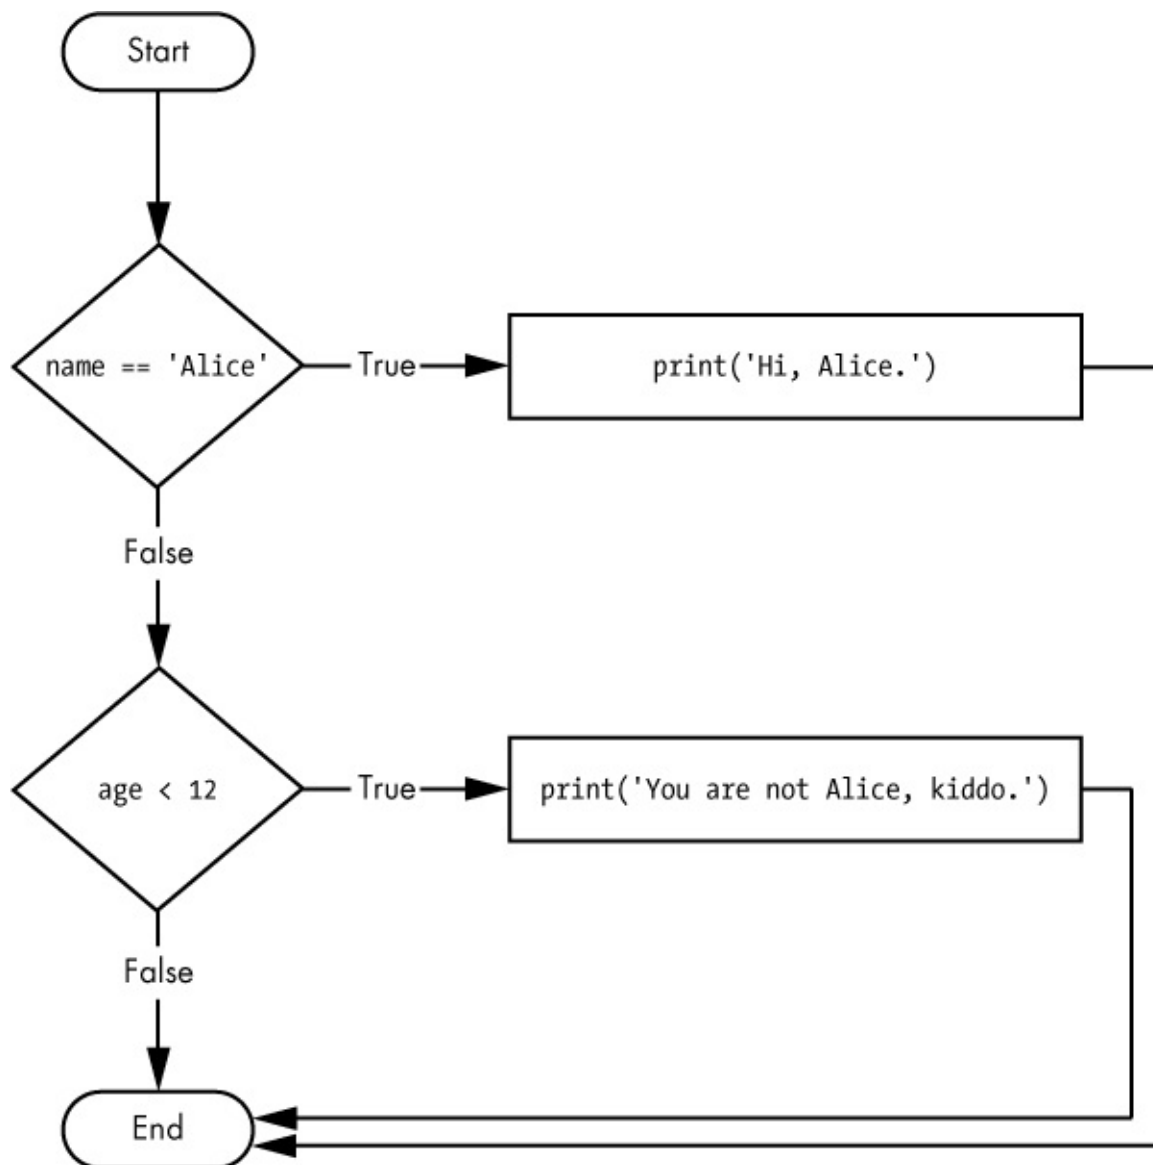 Start
name == 'Alice'
True
print('Hi, Alice.')
False
age < 12
True
print('You are not Alice, kiddo.')
False
End